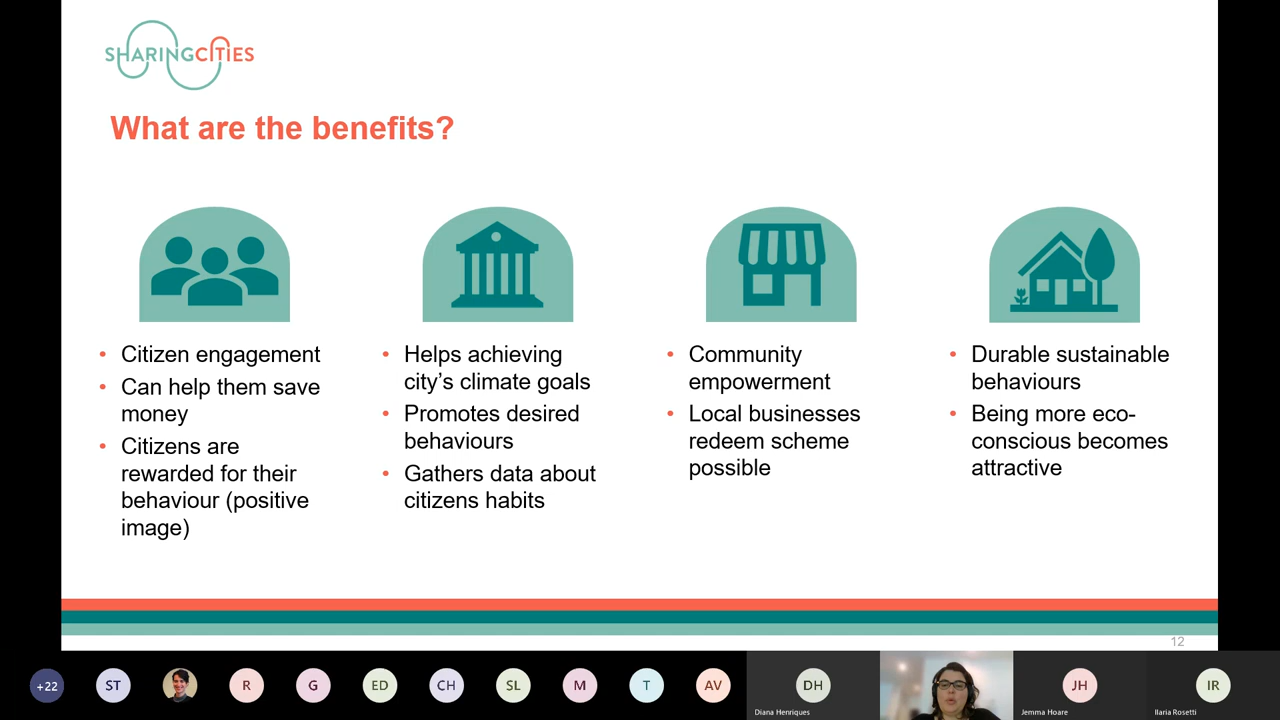 SHARINGCITIES
What are the benefits?
• Citizen engagement
• Can help them save
money
• Citizens are
rewarded for their
behaviour (positive
image)
• Helps achieving
city's climate goals
• Promotes desired
behaviours
• Gathers data about
citizens habits
• Community
empowerment
• Local businesses
redeem scheme
possible
• Durable sustainable
behaviours
• Being more eco-
conscious becomes
attractive
12
+22
ST
R
G
ED
CH
SL
M
T
AV
DH
Diana Henriques
JH
Jemma Hoare
IR
Ilaria Rosetti